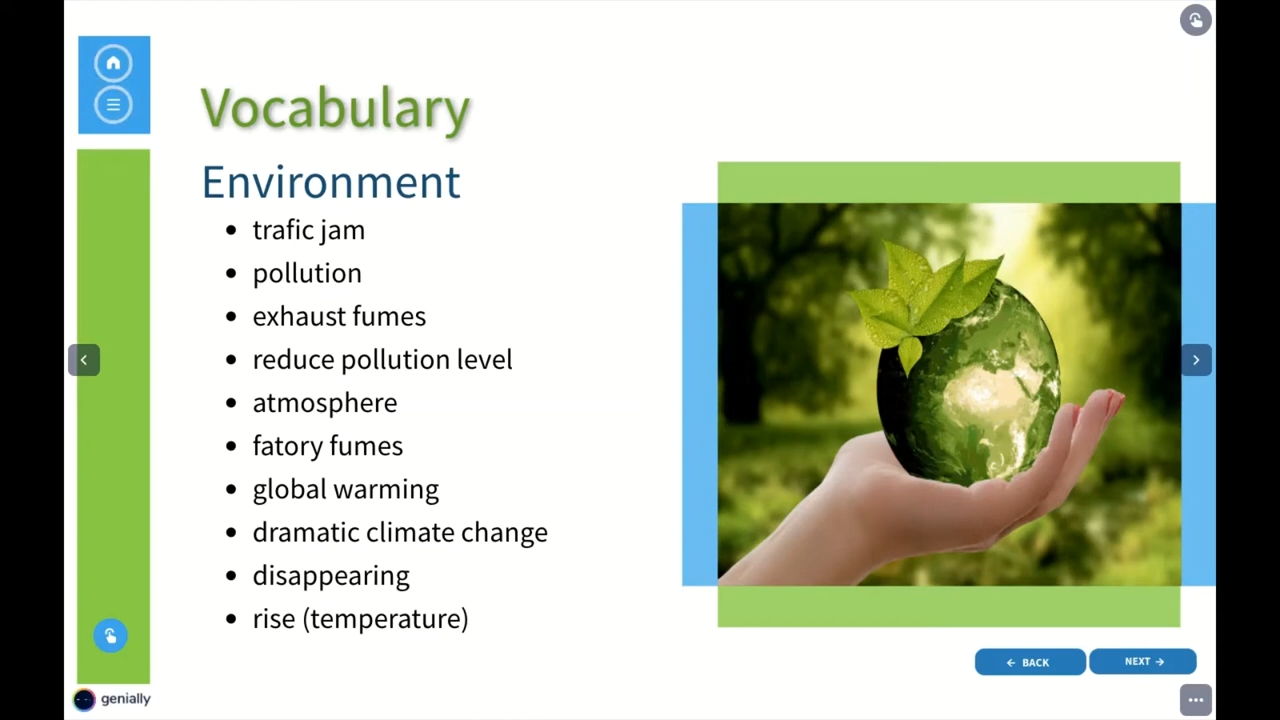 Vocabulary
Environment
• trafic jam
• pollution
• exhaust fumes
• reduce pollution level
• atmosphere
• fatory fumes
• global warming
• dramatic climate change
• disappearing
• rise (temperature)
← BACK
NEXT →
genially